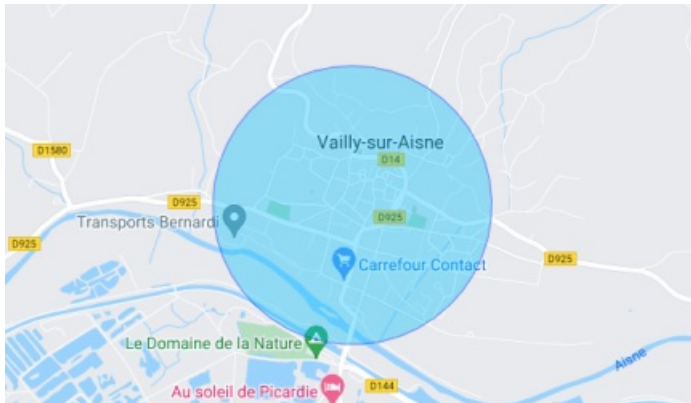 Vailly-sur-Aisne
D1580
D14
D925
Transports Bernardi
D925
D925
D925
Carrefour Contact
Le Domaine de la Nature
Aisne
Au soleil de Picardie
D144